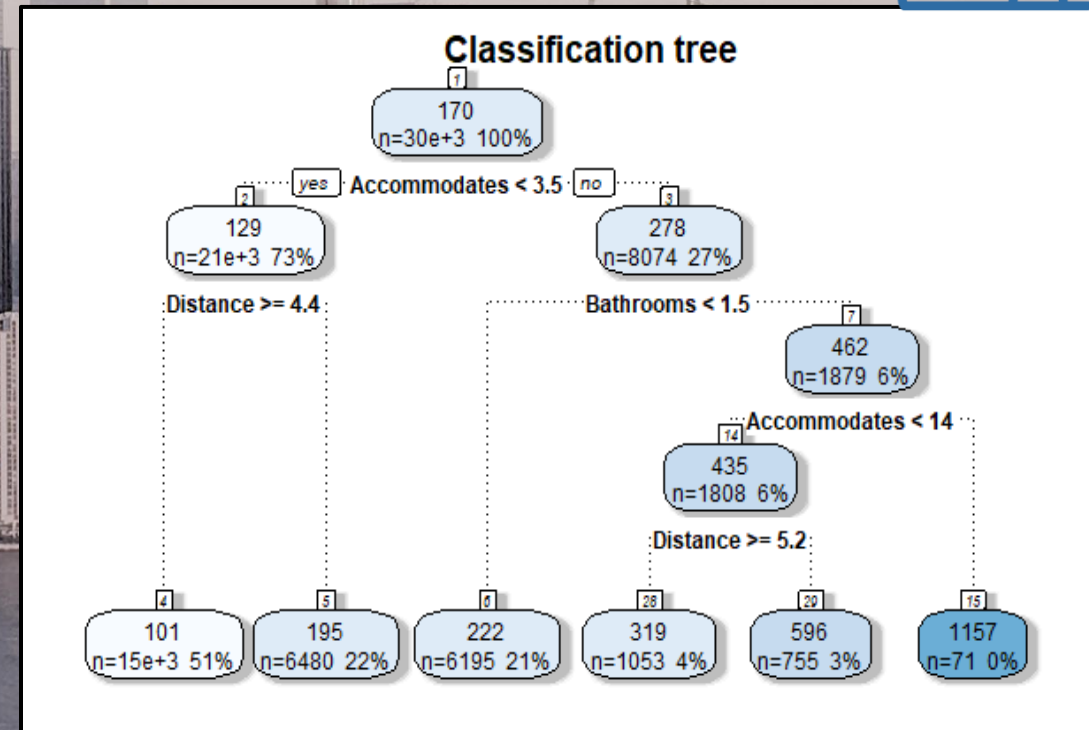 Classification tree
1
170
n=30e+3 100%
yes Accommodates < 3.5 no
2
129
n=21e+3 73%
3
278
n=8074 27%
Distance >= 4.4
Bathrooms < 1.5
7
462
n=1879 6%
Accommodates < 14
14
435
n=1808 6%
Distance >= 5.2
4
101
n=15e+3 51%
5
195
n=6480 22%
6
222
n=6195 21%
28
319
n=1053 4%
29
596
n=755 3%
15
1157
n=71 0%